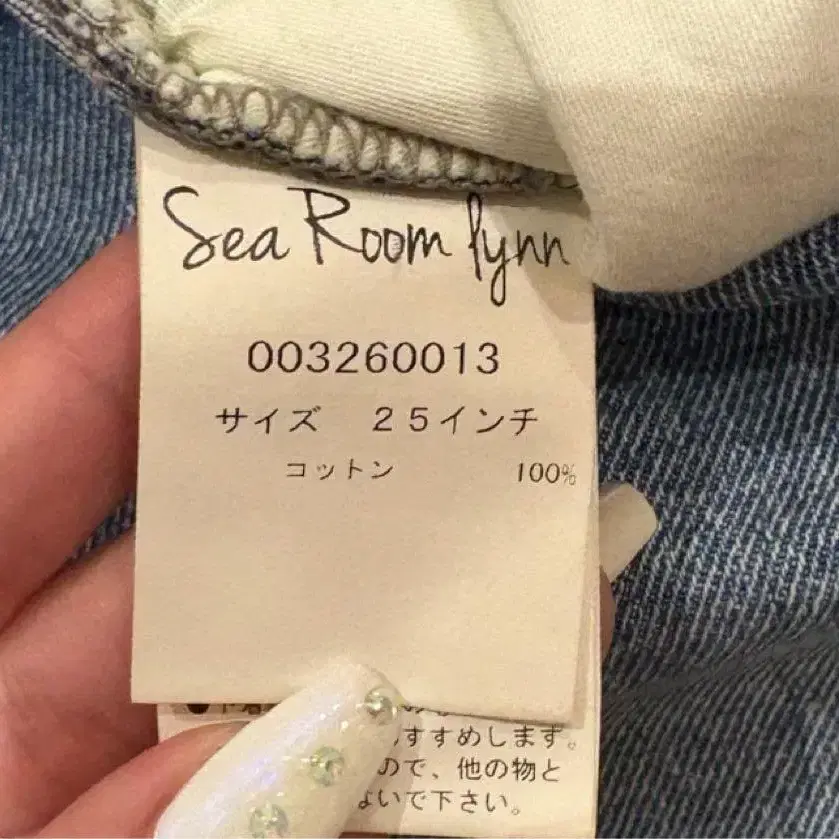 Sea Room lynn
003260013
サイズ ２５インチ
コットン 100%
すすめします。
ので、他の物と
いで下さい。